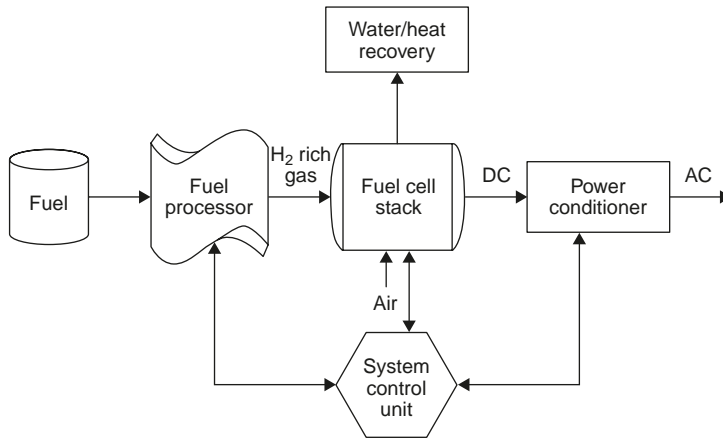 Water/heat
recovery
Fuel
Fuel
processor
H₂ rich
gas
Fuel cell
stack
DC
Power
conditioner
AC
Air
System
control
unit